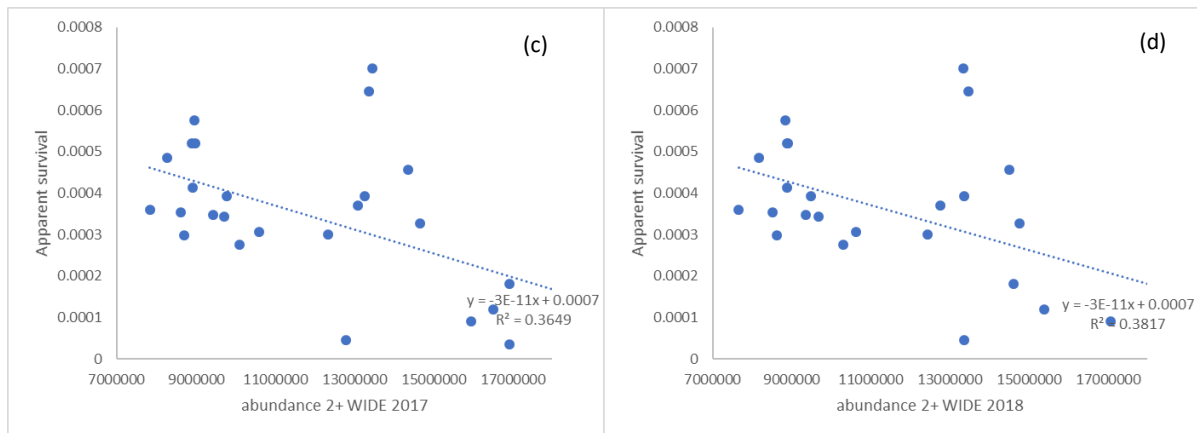 (c)
0.0008
0.0007
0.0006
0.0005
0.0004
0.0003
0.0002
0.0001
0
Apparent survival
y = -3E-11x + 0.0007
R² = 0.3649
7000000 9000000 11000000 13000000 15000000 17000000
abundance 2+ WIDE 2017
(d)
0.0008
0.0007
0.0006
0.0005
0.0004
0.0003
0.0002
0.0001
0
Apparent survival
y = -3E-11x + 0.0007
R² = 0.3817
7000000 9000000 11000000 13000000 15000000 17000000
abundance 2+ WIDE 2018